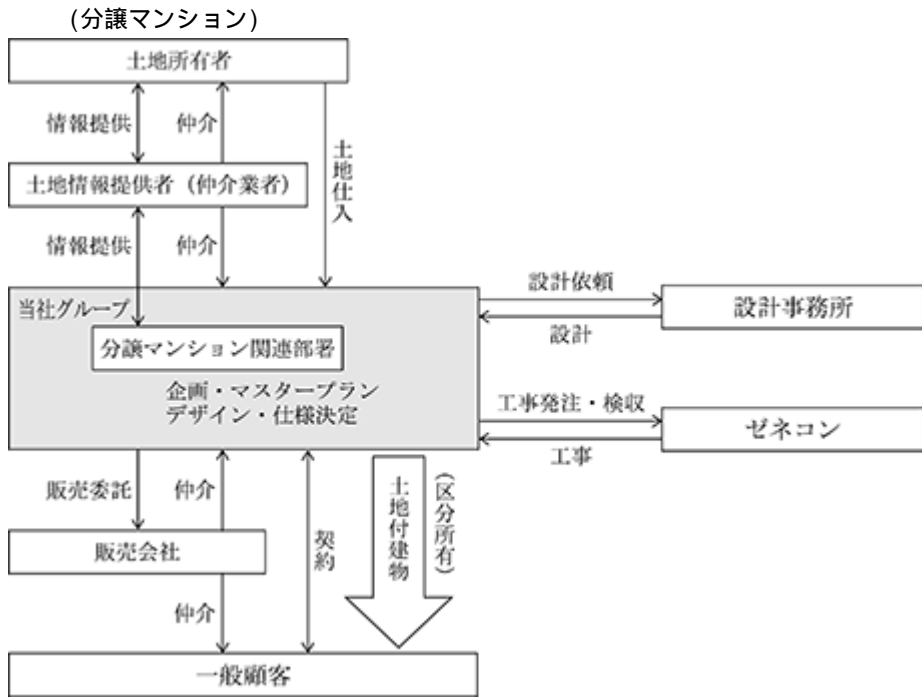 (分譲マンション)
土地所有者
情報提供
仲介
土地仕入
土地情報提供者（仲介業者）
情報提供
仲介
当社グループ
分譲マンション関連部署
企画・マスタープラン
デザイン・仕様決定
設計依頼
設計
設計事務所
工事発注・検収
工事
ゼネコン
販売委託
仲介
契約
土地付建物
(区分所有)
販売会社
仲介
一般顧客